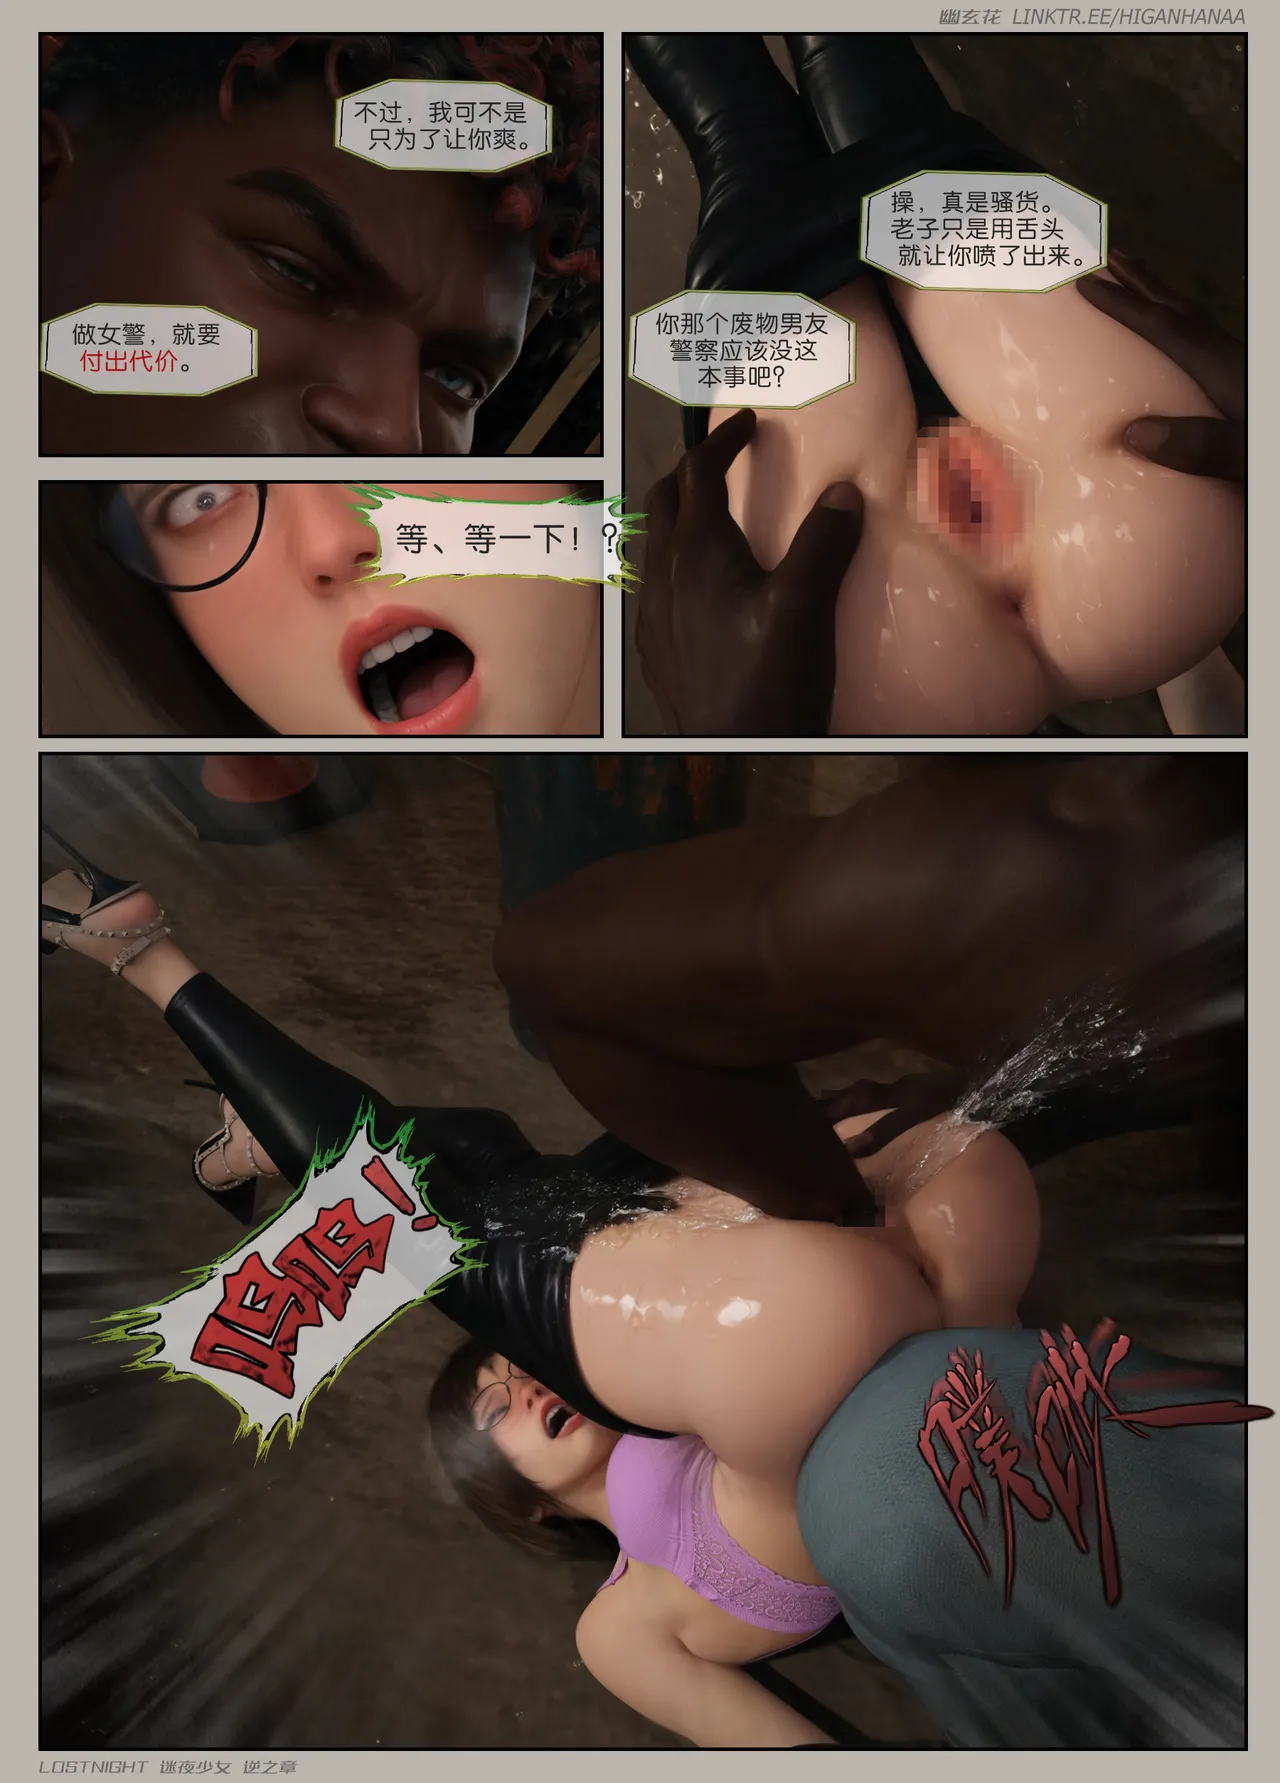 幽玄花 LINKTR.EE/HIGANHANAA
不过，我可不是
只为了让你爽。
做女警，就要
付出代价。
操，真是骚货。
老子只是用舌头
就让你喷了出来。
你那个废物男友
警察应该没这
本事吧？
等、等一下！？
噗呲
LOSTNIGHT 迷夜少女 逆之章